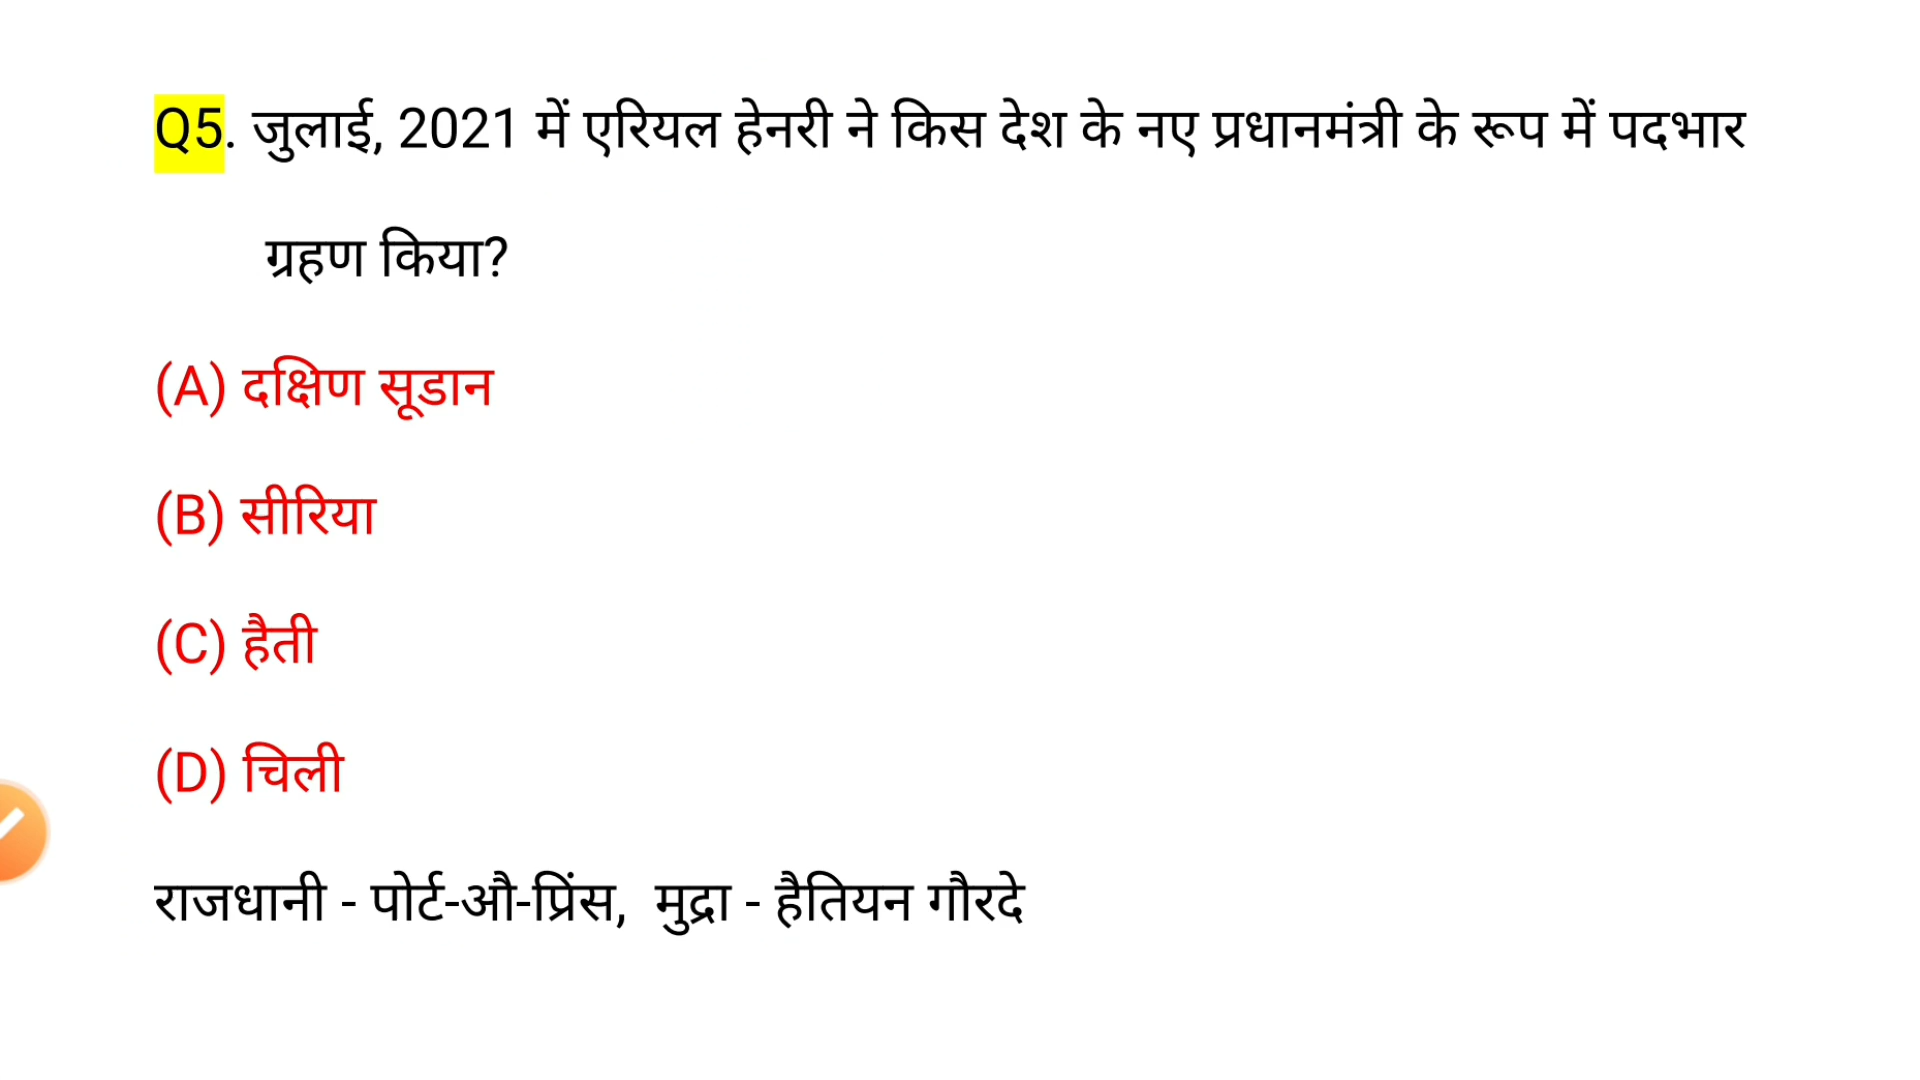 Q5. जुलाई, 2021 में एरियल हेनरी ने किस देश के नए प्रधानमंत्री के रूप में पदभार
ग्रहण किया?
(A) दक्षिण सूडान
(B) सीरिया
(C) हैती
(D) चिली
राजधानी - पोर्ट-औ-प्रिंस, मुद्रा - हैतियन गौरदे